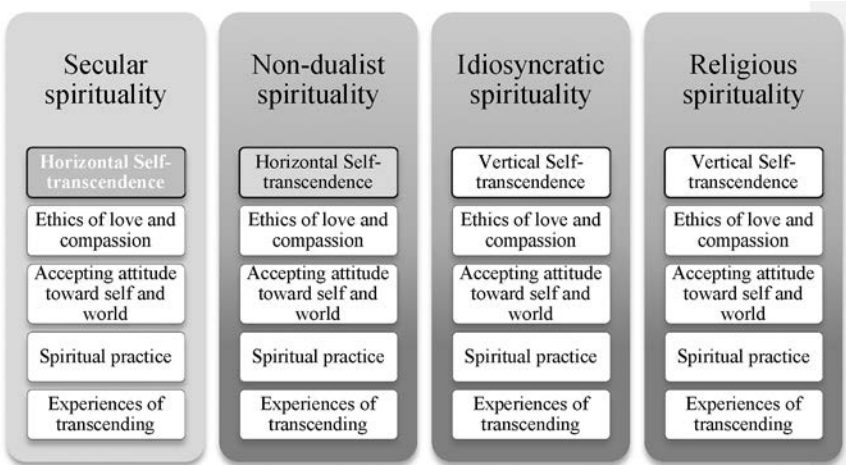 Secular
spirituality
Horizontal Self-
transcendence
Ethics of love and
compassion
Accepting attitude
toward self and
world
Spiritual practice
Experiences of
transcending
Non-dualist
spirituality
Horizontal Self-
transcendence
Ethics of love and
compassion
Accepting attitude
toward self and
world
Spiritual practice
Experiences of
transcending
Idiosyncratic
spirituality
Vertical Self-
transcendence
Ethics of love and
compassion
Accepting attitude
toward self and
world
Spiritual practice
Experiences of
transcending
Religious
spirituality
Vertical Self-
transcendence
Ethics of love and
compassion
Accepting attitude
toward self and
world
Spiritual practice
Experiences of
transcending